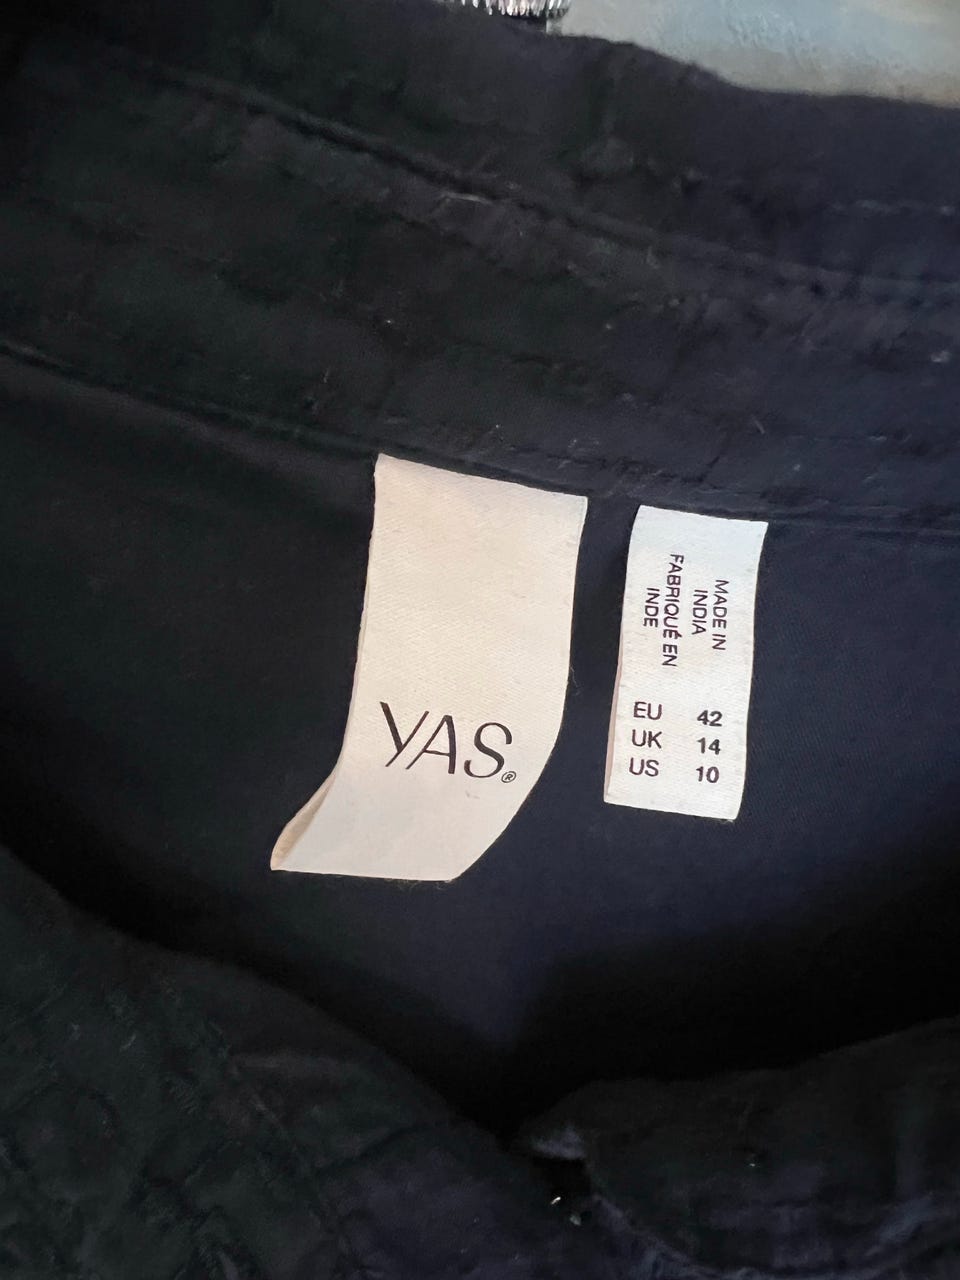 YAS®
MADE IN
INDIA
FABRIQUÉ EN
INDE
EU 42
UK 14
US 10